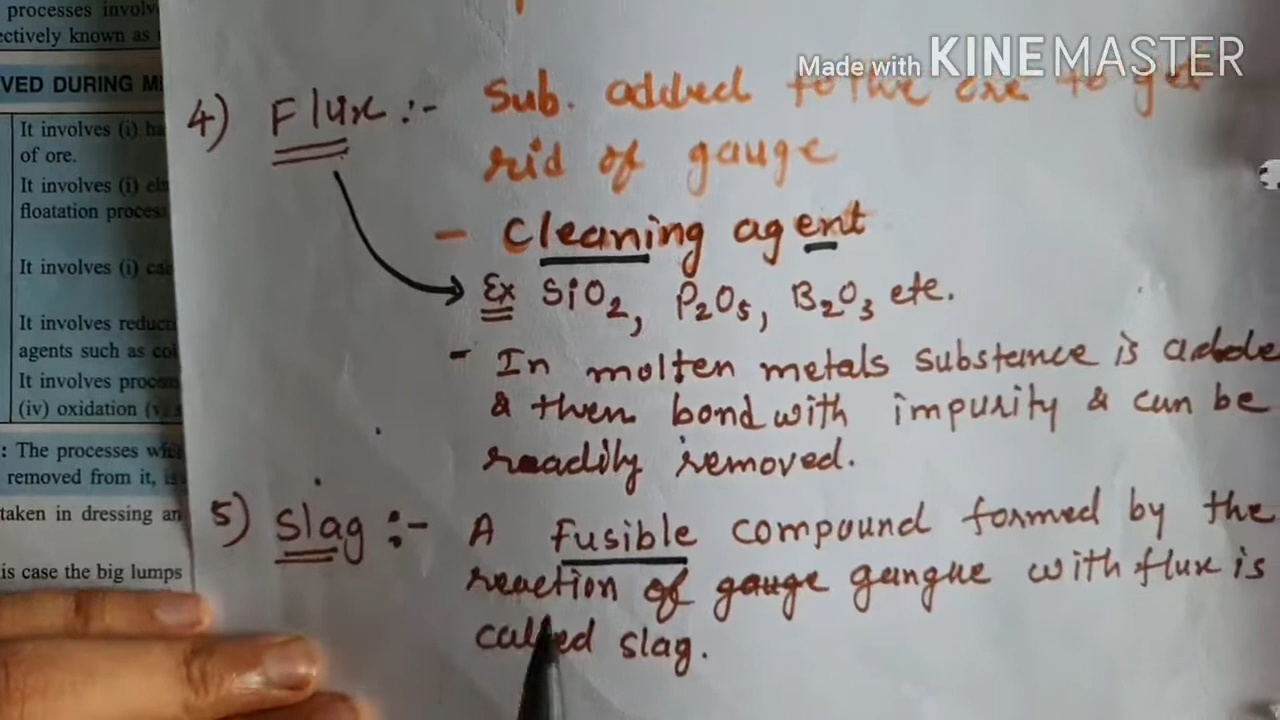 processes involv
ectively known as
VED DURING M
It involves (i) ha
of ore.
It involves (i) el
floatation process
It involves (i) ca
It involves reduct
agents such as co
It involves proce
(iv) oxidation (v
: The processes w
removed from it, is
taken in dressing an
is case the big lumps
Made with KINEMASTER
4) Flux :- Sub. added to the ore to get
rid of gauge
- Cleaning agent
Ex SiO₂, P₂O₅, B₂O₃ etc.
- In molten metals substance is adde
& then bond with impurity & can be
readily removed.
5) Slag :- A Fusible compound formed by the
reaction of gauge gangue with flux is
called slag.